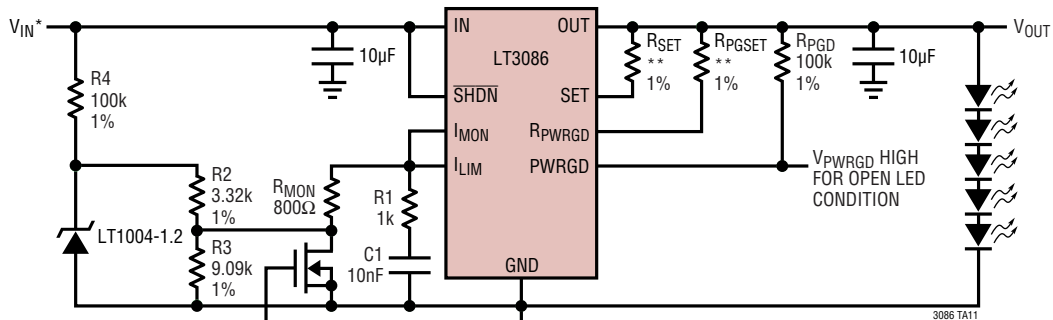 VIN*
10µF
R4
100k
1%
LT1004-1.2
R2
3.32k
1%
R3
9.09k
1%
RMON
800Ω
R1
1k
C1
10nF
IN
SHDN
IMON
ILIM
LT3086
GND
OUT
SET
RPWRGD
PWRGD
RSET
**
1%
RPGSET
**
1%
RPGD
100k
1%
10µF
VOUT
VPWRGD HIGH
FOR OPEN LED
CONDITION
3086 TA11